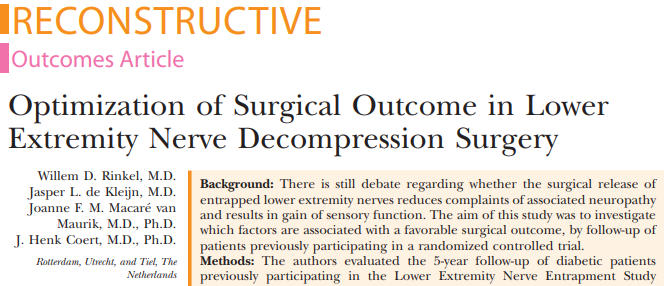 RECONSTRUCTIVE
Outcomes Article
Optimization of Surgical Outcome in Lower
Extremity Nerve Decompression Surgery
Willem D. Rinkel, M.D.
Jasper L. de Kleijn, M.D.
Joanne F. M. Macaré van
Maurik, M.D., Ph.D.
J. Henk Coert, M.D., Ph.D.
Rotterdam, Utrecht, and Tiel, The
Netherlands
Background: There is still debate regarding whether the surgical release of
entrapped lower extremity nerves reduces complaints of associated neuropathy
and results in gain of sensory function. The aim of this study was to investigate
which factors are associated with a favorable surgical outcome, by follow-up of
patients previously participating in a randomized controlled trial.
Methods: The authors evaluated the 5-year follow-up of diabetic patients
previously participating in the Lower Extremity Nerve Entrapment Study